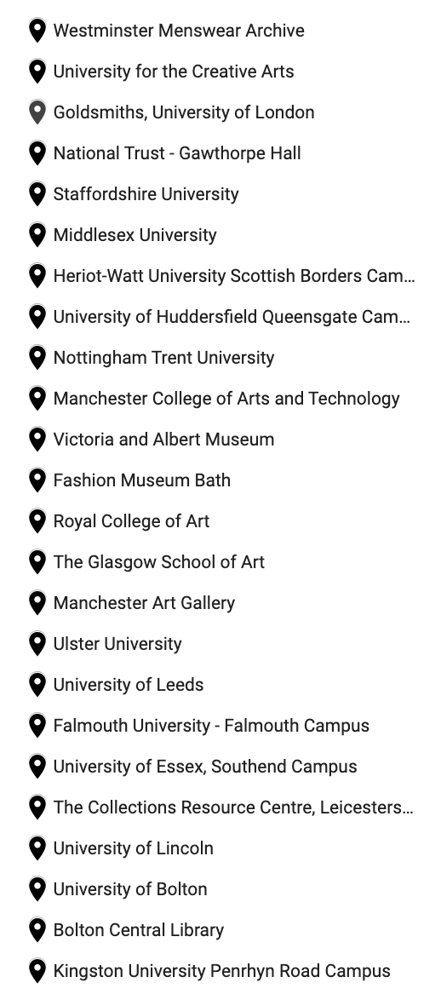 Westminster Menswear Archive
University for the Creative Arts
Goldsmiths, University of London
National Trust - Gawthorpe Hall
Staffordshire University
Middlesex University
Heriot-Watt University Scottish Borders Cam...
University of Huddersfield Queensgate Cam...
Nottingham Trent University
Manchester College of Arts and Technology
Victoria and Albert Museum
Fashion Museum Bath
Royal College of Art
The Glasgow School of Art
Manchester Art Gallery
Ulster University
University of Leeds
Falmouth University - Falmouth Campus
University of Essex, Southend Campus
The Collections Resource Centre, Leicesters...
University of Lincoln
University of Bolton
Bolton Central Library
Kingston University Penrhyn Road Campus